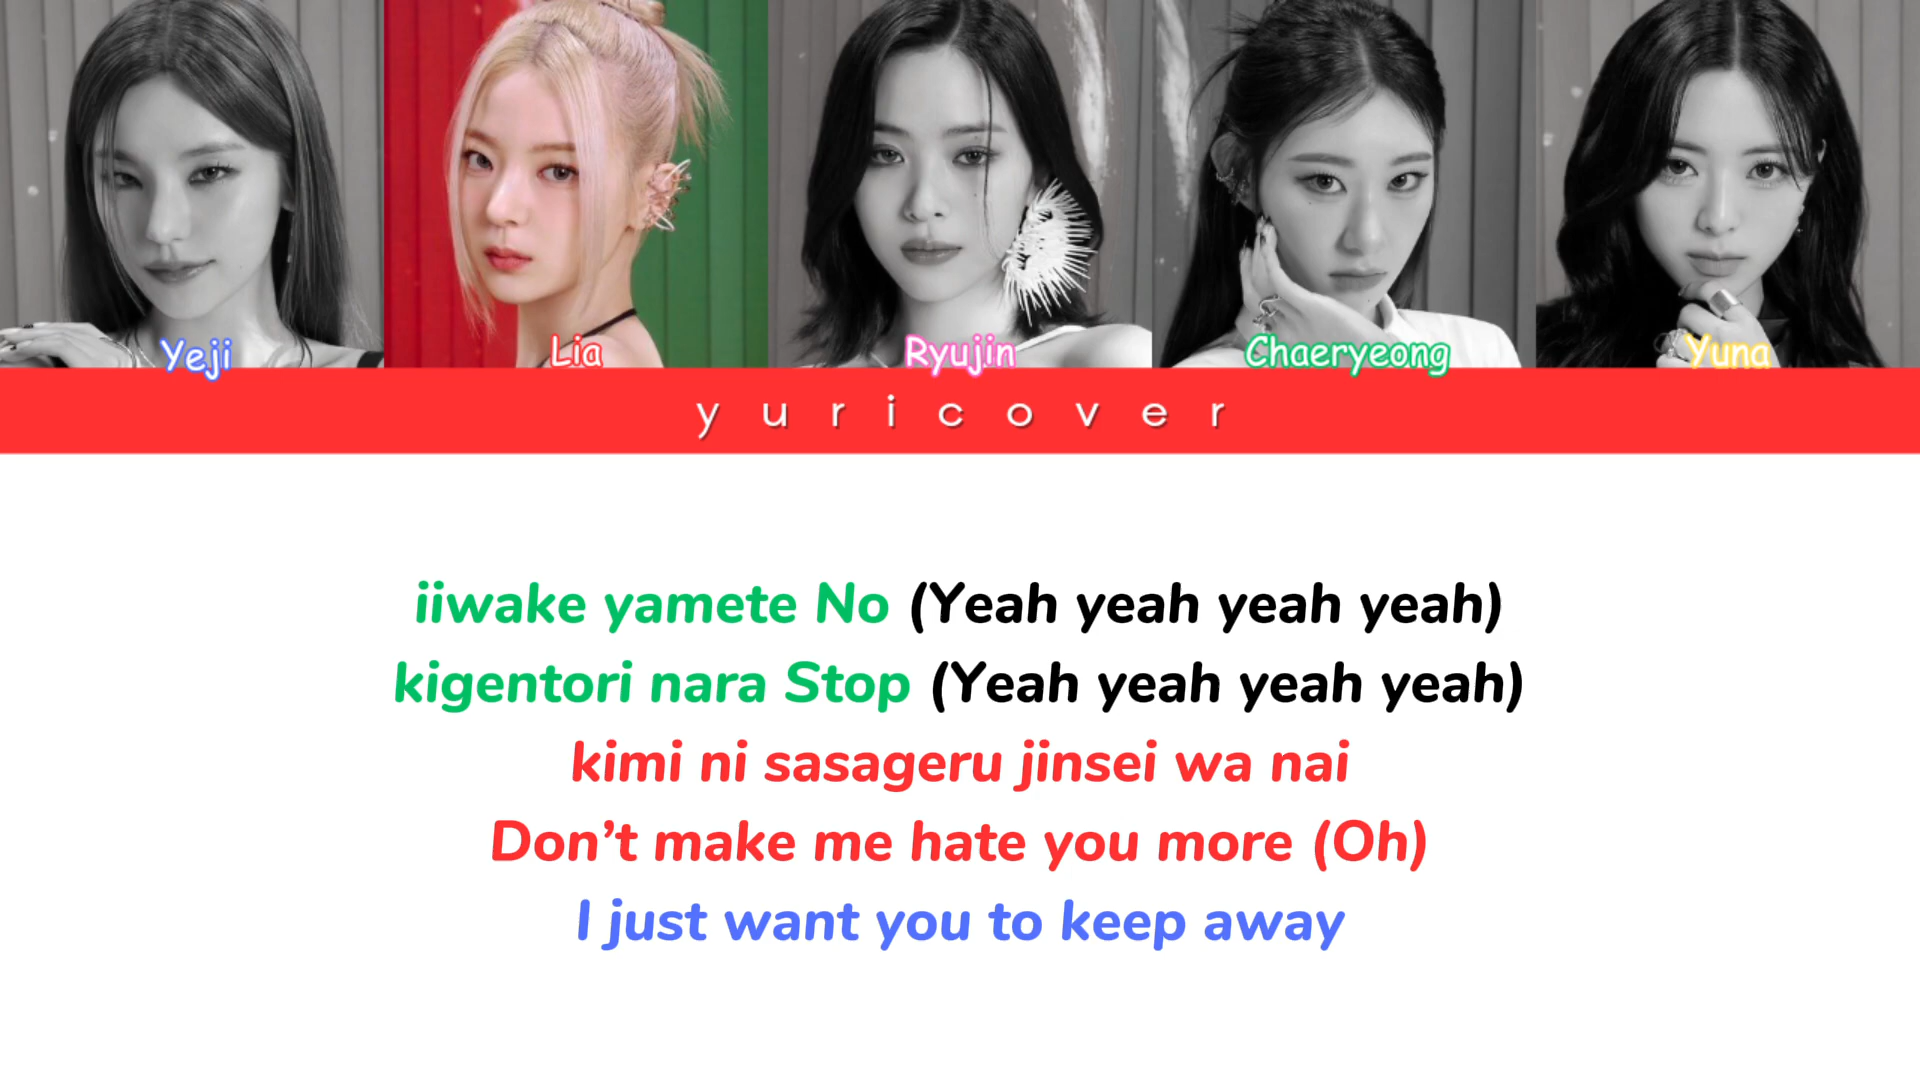 Yeji Lia Ryujin Chaeryeong Yuna
yuricover
iiwake yamete No (Yeah yeah yeah yeah)
kigentori nara Stop (Yeah yeah yeah yeah)
kimi ni sasageru jinsei wa nai
Don’t make me hate you more (Oh)
I just want you to keep away